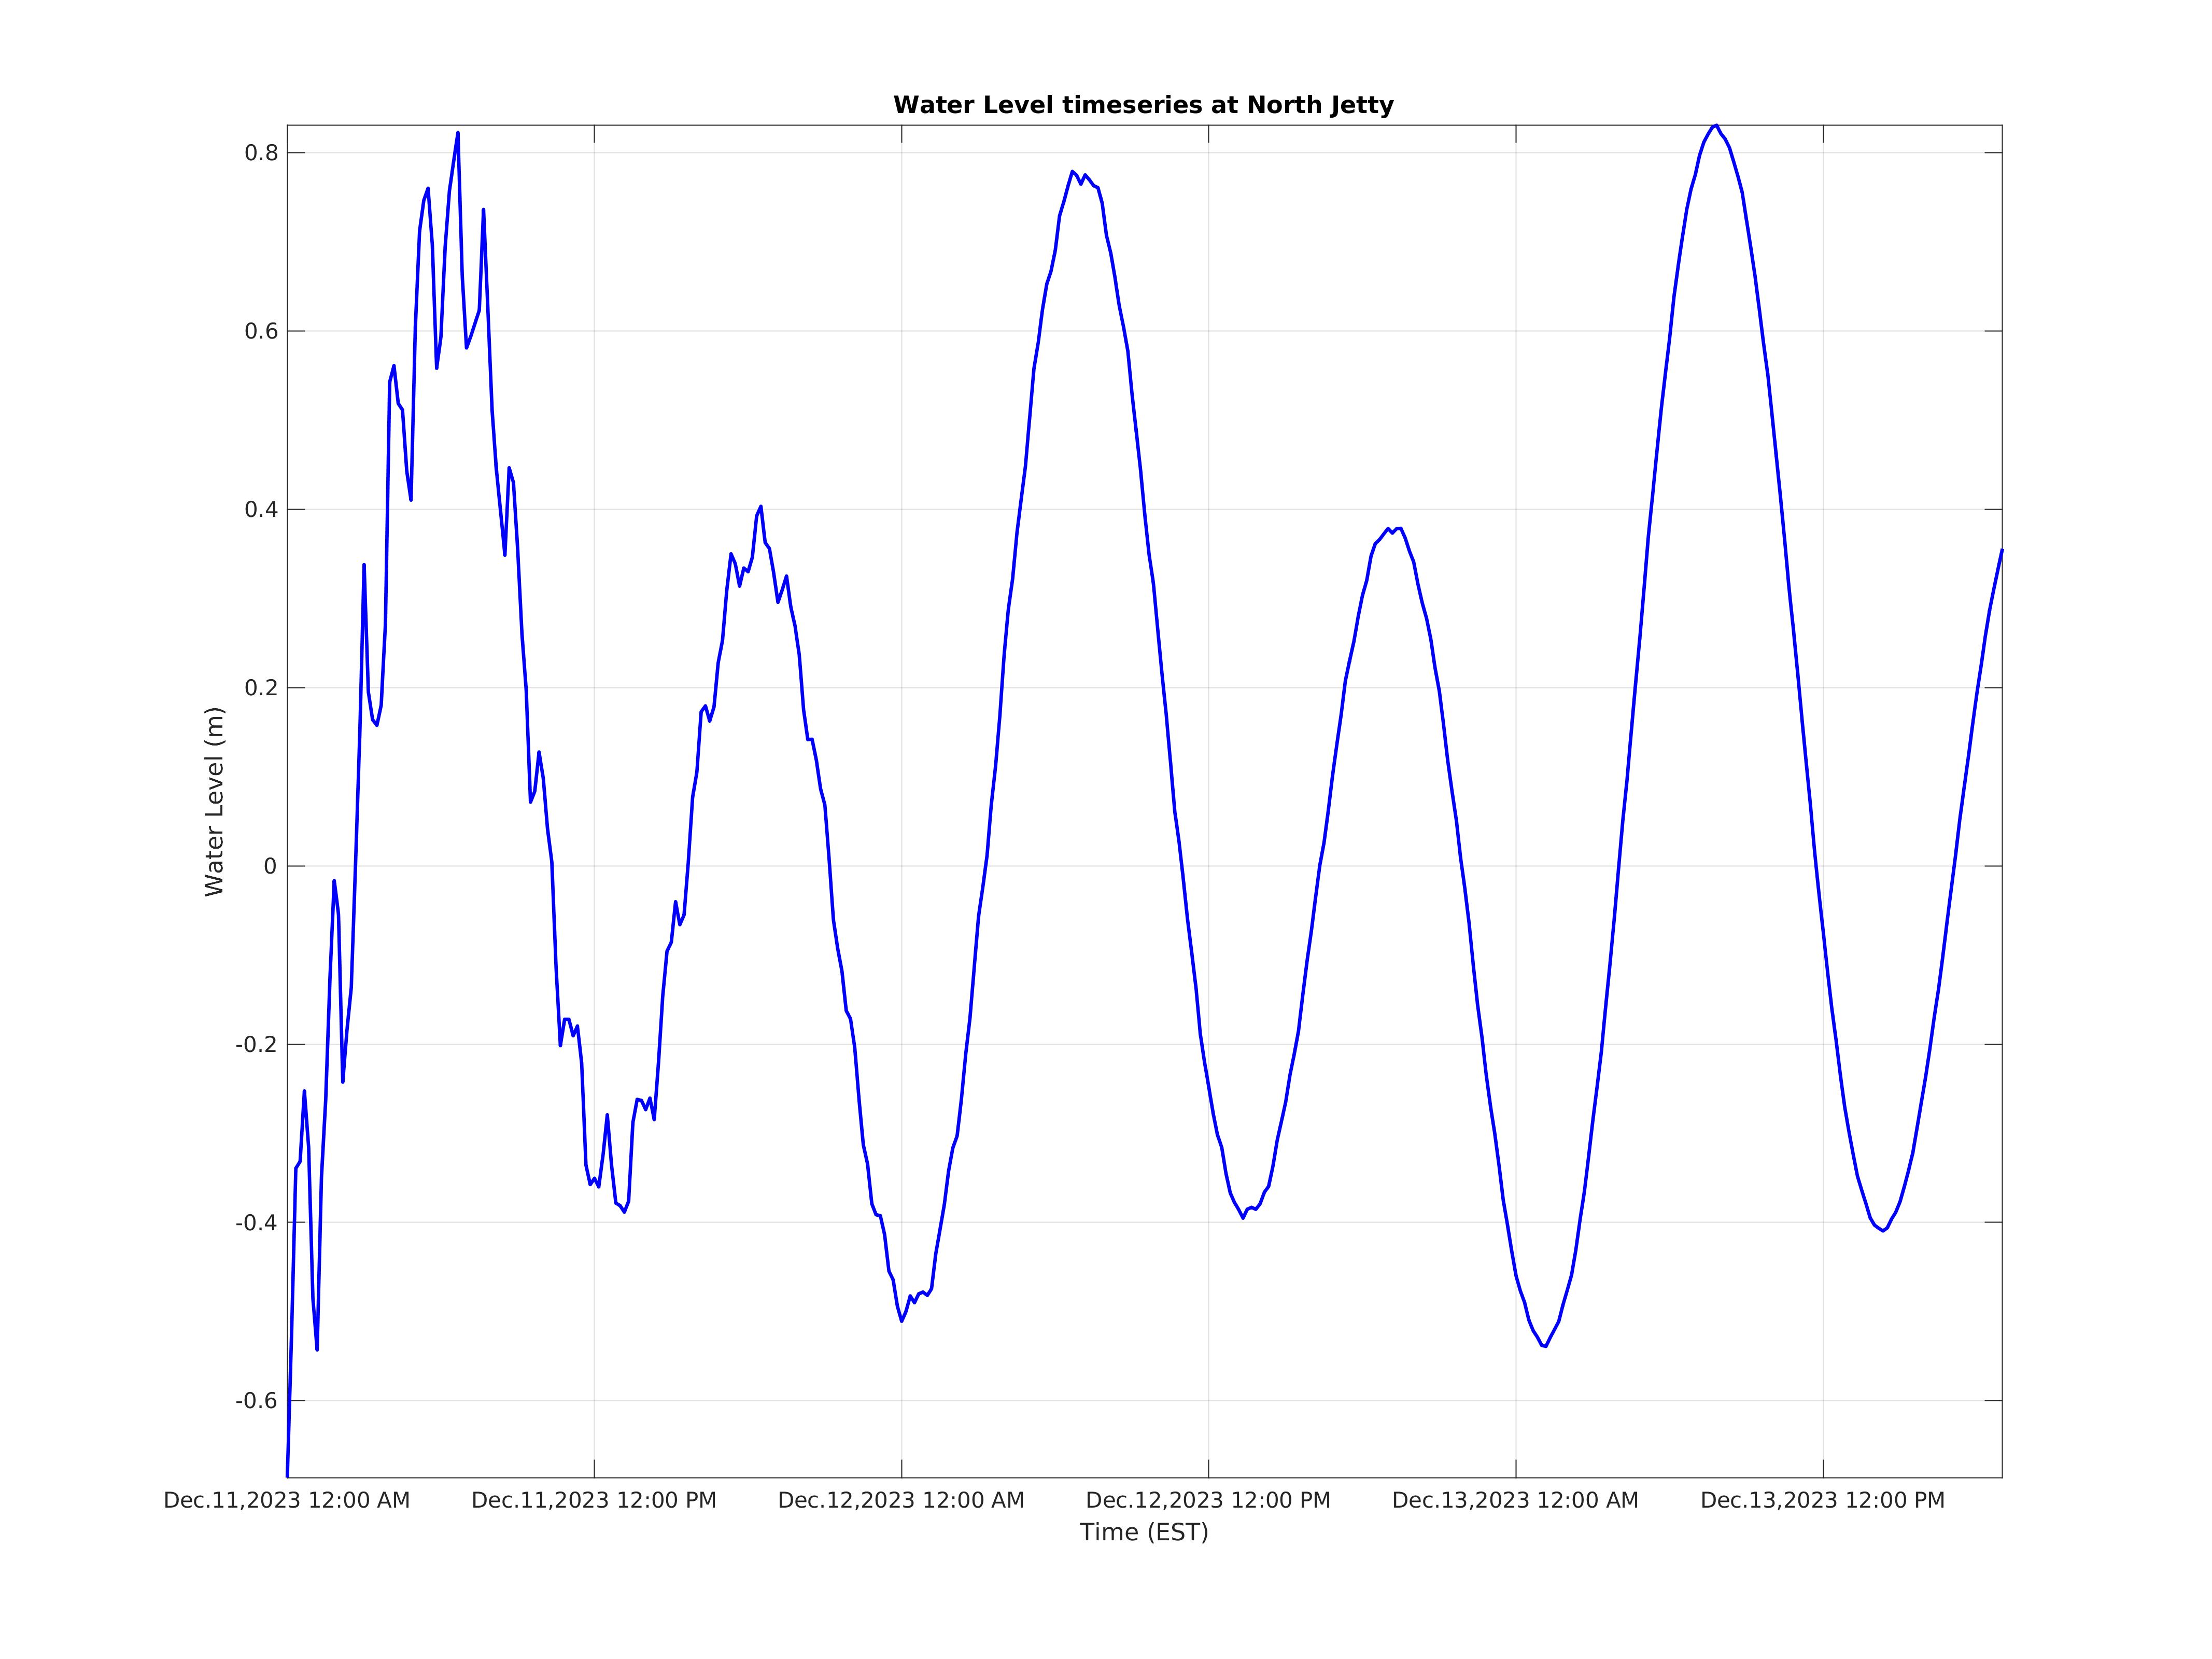 Water Level timeseries at North Jetty
0.8
0.6
0.4
0.2
0
-0.2
-0.4
-0.6
Water Level (m)
Dec.11,2023 12:00 AM
Dec.11,2023 12:00 PM
Dec.12,2023 12:00 AM
Dec.12,2023 12:00 PM
Dec.13,2023 12:00 AM
Dec.13,2023 12:00 PM
Time (EST)